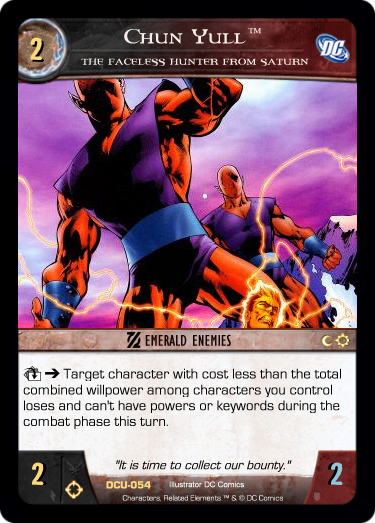 2
Chun Yull™
DC
The Faceless Hunter from Saturn
EMERALD ENEMIES
➔ Target character with cost less than the total
combined willpower among characters you control
loses and can't have powers or keywords during the
combat phase this turn.
"It is time to collect our bounty."
2
DCU-054 Illustrator DC Comics
2
Characters, Related Elements ™ & © DC Comics